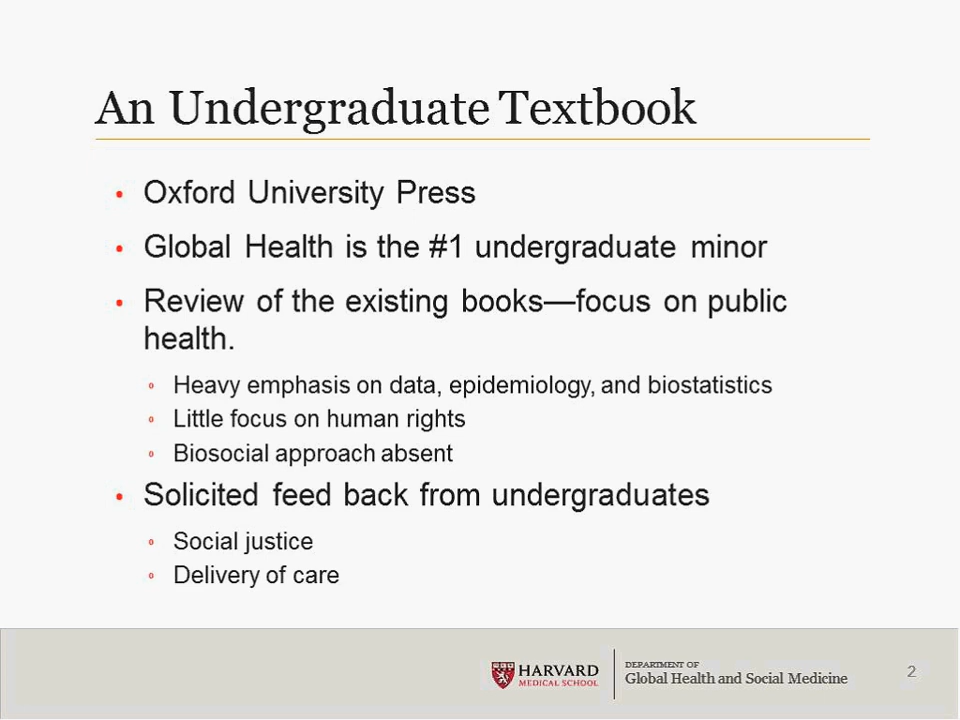 An Undergraduate Textbook
• Oxford University Press
• Global Health is the #1 undergraduate minor
• Review of the existing books—focus on public
health.
◦ Heavy emphasis on data, epidemiology, and biostatistics
◦ Little focus on human rights
◦ Biosocial approach absent
• Solicited feed back from undergraduates
◦ Social justice
◦ Delivery of care
HARVARD
MEDICAL SCHOOL
DEPARTMENT OF
Global Health and Social Medicine
2